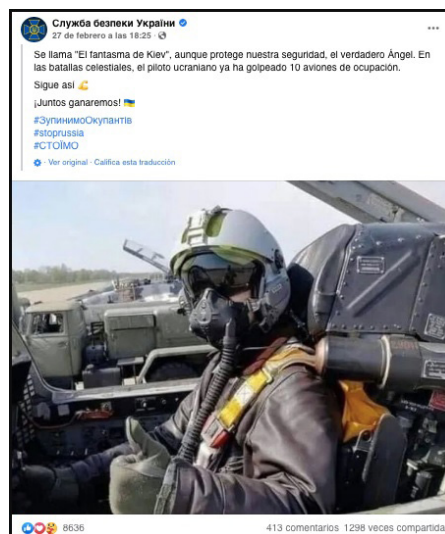 Служба безпеки України
27 de febrero a las 18:25 ·
Se llama "El fantasma de Kiev", aunque protege nuestra seguridad, el verdadero Ángel. En
las batallas celestiales, el piloto ucraniano ya ha golpeado 10 aviones de ocupación.
Sigue así 💪
¡Juntos ganaremos! 🇺🇦
#ЗупинимоОкупантів
#stoprussia
#СТОЇМО
· Ver original · Califica esta traducción
8636
413 comentarios 1298 veces compartida